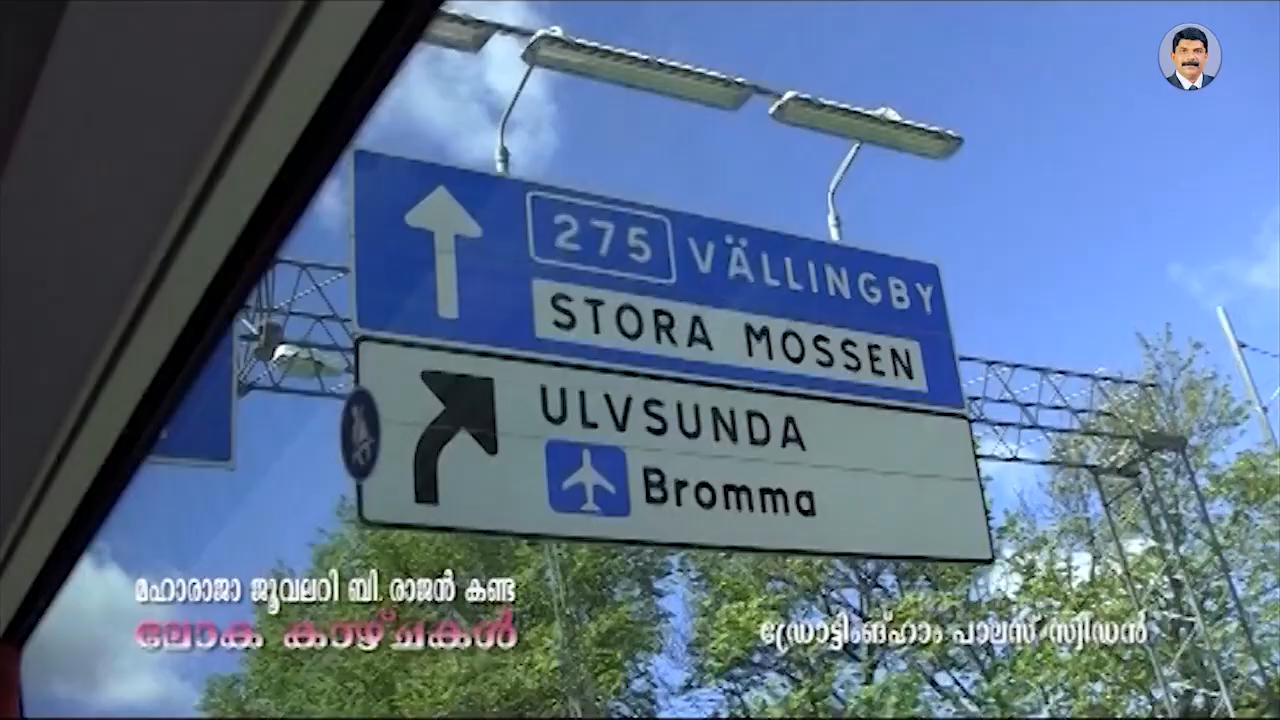 275 VÄLLINGBY
STORA MOSSEN
ULVSUNDA
Bromma
മഹാരാജാ ജൂവലറി ബി. രാജൻ കണ്ട
ലോക കാഴ്ചകൾ
ഡ്രോട്ടിംങ്ഹാം പാലസ് സ്വീഡൻ